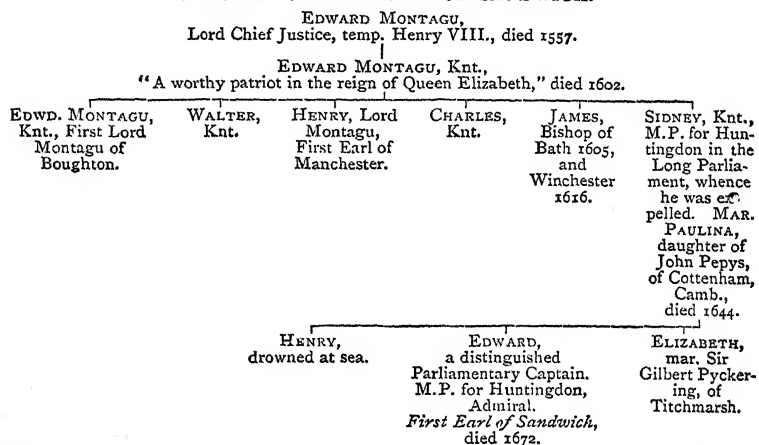 EDWARD MONTAGU,
Lord Chief Justice, temp. Henry VIII., died 1557.
EDWARD MONTAGU, Knt.,
"A worthy patriot in the reign of Queen Elizabeth," died 1602.
EDWD. MONTAGU,
Knt., First Lord
Montagu of
Boughton.
WALTER,
Knt.
HENRY, Lord
Montagu,
First Earl of
Manchester.
CHARLES,
Knt.
JAMES,
Bishop of
Bath 1605,
and
Winchester
1616.
SIDNEY, Knt.,
M.P. for Hun-
tingdon in the
Long Parlia-
ment, whence
he was ex-
pelled. MAR.
PAULINA,
daughter of
John Pepys,
of Cottenham,
Camb.,
died 1644.
HENRY,
drowned at sea.
EDWARD,
a distinguished
Parliamentary Captain.
M.P. for Huntingdon,
Admiral.
First Earl of Sandwich,
died 1672.
ELIZABETH,
mar. Sir
Gilbert Pycker-
ing, of
Titchmarsh.